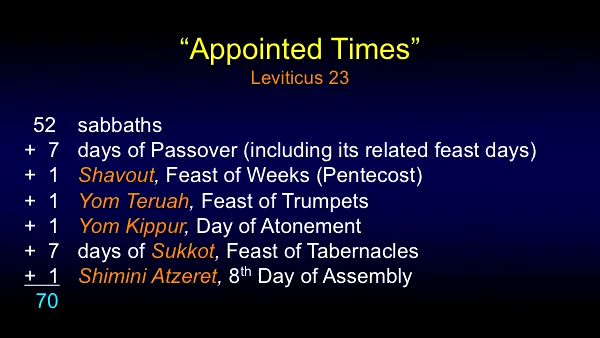 “Appointed Times”
Leviticus 23
52 sabbaths
+ 7 days of Passover (including its related feast days)
+ 1 Shavout, Feast of Weeks (Pentecost)
+ 1 Yom Teruah, Feast of Trumpets
+ 1 Yom Kippur, Day of Atonement
+ 7 days of Sukkot, Feast of Tabernacles
+ 1 Shimini Atzeret, 8th Day of Assembly
70